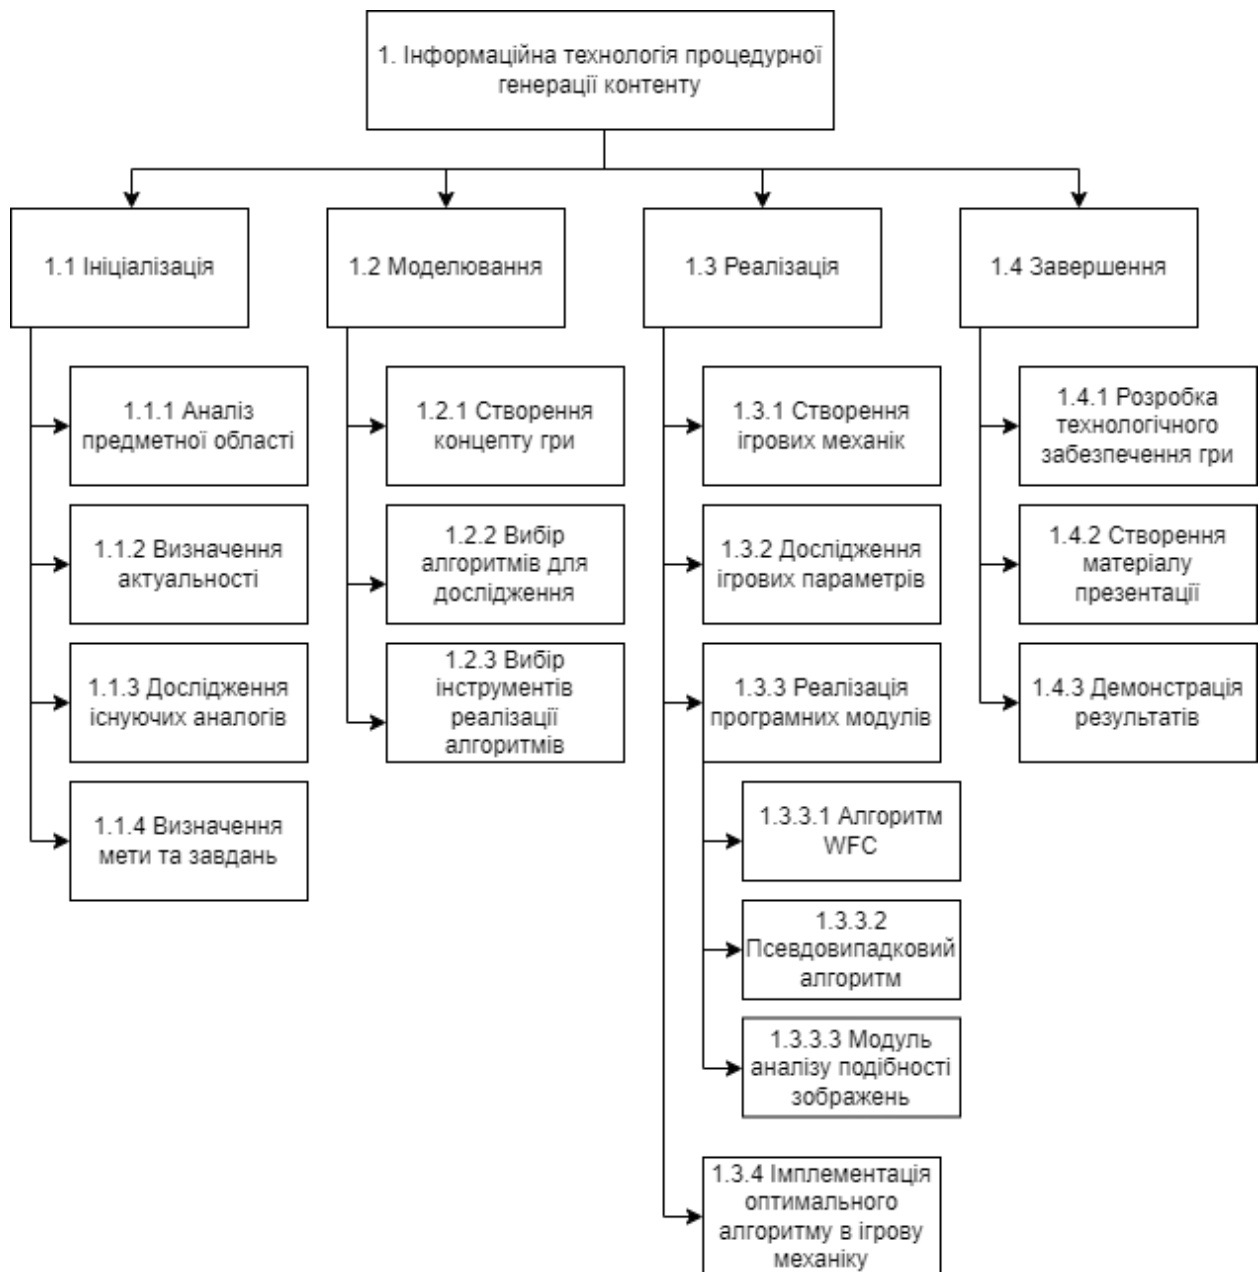 1. Інформаційна технологія процедурної
генерації контенту
1.1 Ініціалізація
1.2 Моделювання
1.3 Реалізація
1.4 Завершення
1.1.1 Аналіз
предметної області
1.1.2 Визначення
актуальності
1.1.3 Дослідження
існуючих аналогів
1.1.4 Визначення
мети та завдань
1.2.1 Створення
концепту гри
1.2.2 Вибір
алгоритмів для
дослідження
1.2.3 Вибір
інструментів
реалізації
алгоритмів
1.3.1 Створення
ігрових механік
1.3.2 Дослідження
ігрових параметрів
1.3.3 Реалізація
програмних модулів
1.3.3.1 Алгоритм
WFC
1.3.3.2
Псевдовипадковий
алгоритм
1.3.3.3 Модуль
аналізу подібності
зображень
1.3.4 Імплементація
оптимального
алгоритму в ігрову
механіку
1.4.1 Розробка
технологічного
забезпечення гри
1.4.2 Створення
матеріалу
презентації
1.4.3 Демонстрація
результатів